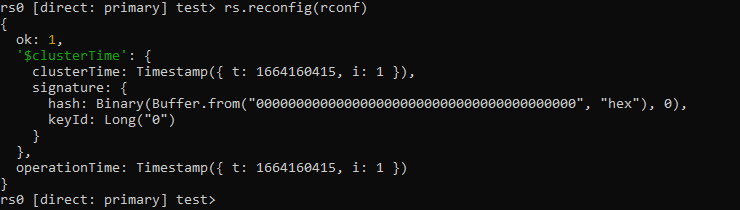 rs0 [direct: primary] test> rs.reconfig(rconf)
{
  ok: 1,
  '$clusterTime': {
    clusterTime: Timestamp({ t: 1664160415, i: 1 }),
    signature: {
      hash: Binary(Buffer.from("0000000000000000000000000000000000000000", "hex"), 0),
      keyId: Long("0")
    }
  },
  operationTime: Timestamp({ t: 1664160415, i: 1 })
}
rs0 [direct: primary] test>